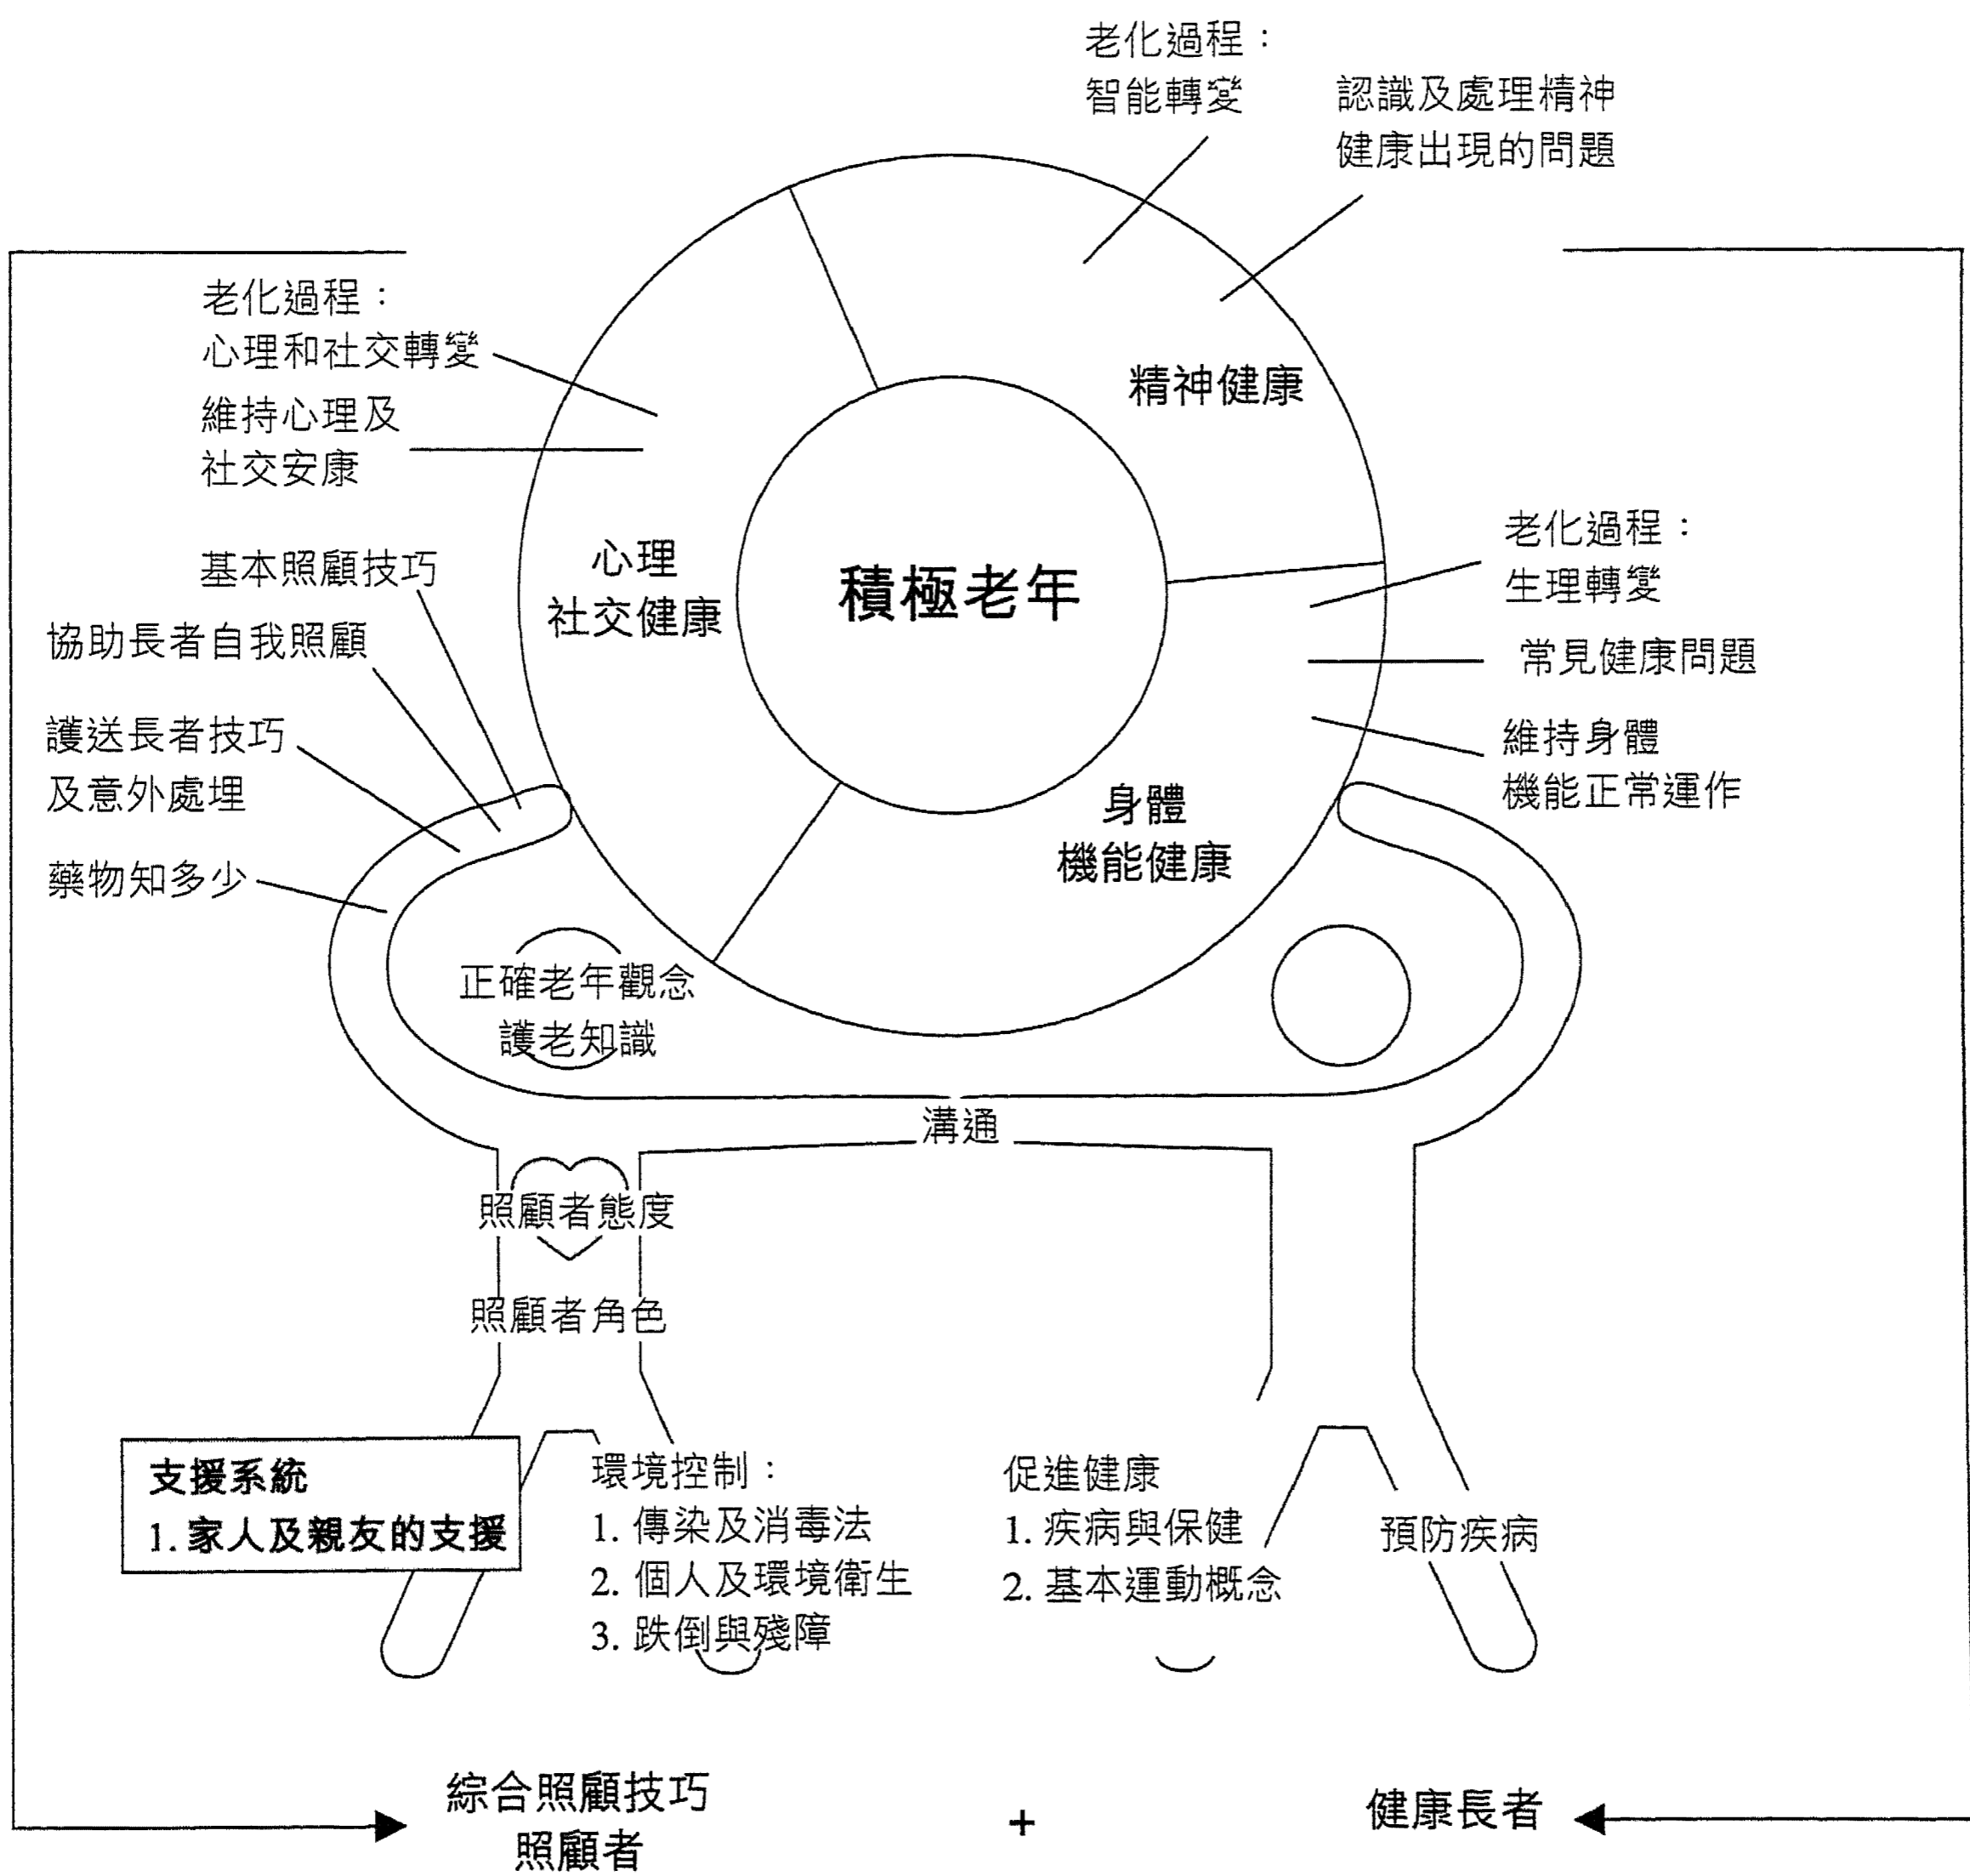 老化過程：
智能轉變
認識及處理精神
健康出現的問題
老化過程：
心理和社交轉變
維持心理及
社交安康
精神健康
基本照顧技巧
心理
社交健康
積極老年
老化過程：
生理轉變
常見健康問題
協助長者自我照顧
護送長者技巧
及意外處埋
維持身體
機能正常運作
身體
機能健康
藥物知多少
正確老年觀念
護老知識
溝通
照顧者態度
照顧者角色
支援系統
1. 家人及親友的支援
環境控制：
1. 傳染及消毒法
2. 個人及環境衛生
3. 跌倒與殘障
促進健康
1. 疾病與保健
2. 基本運動概念
預防疾病
綜合照顧技巧
照顧者
+
健康長者